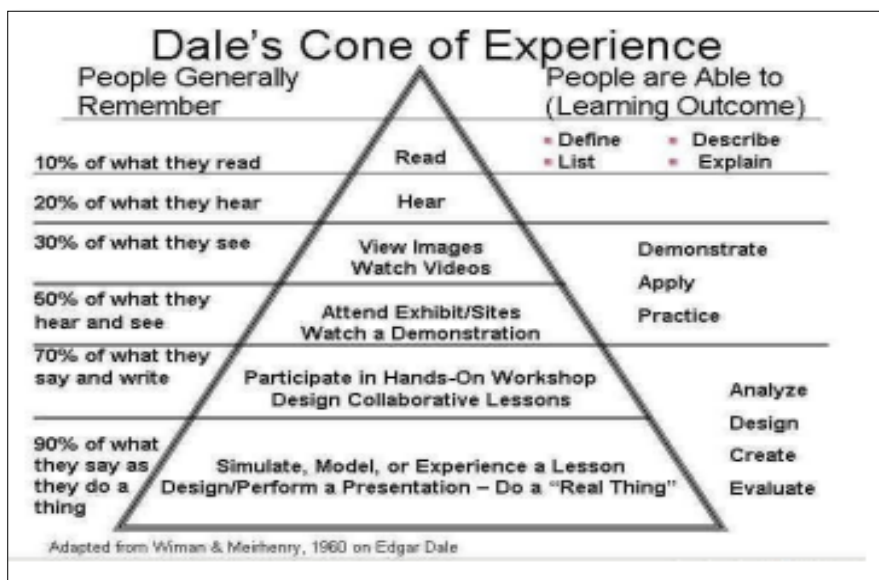 Dale's Cone of Experience
People Generally
Remember
People are Able to
(Learning Outcome)
10% of what they read
Read
▪ Define ▪ Describe
▪ List ▪ Explain
20% of what they hear
Hear
30% of what they see
View Images
Watch Videos
Demonstrate
Apply
Practice
50% of what they
hear and see
Attend Exhibit/Sites
Watch a Demonstration
70% of what they
say and write
Participate in Hands-On Workshop
Design Collaborative Lessons
Analyze
Design
Create
Evaluate
90% of what
they say as
they do a
thing
Simulate, Model, or Experience a Lesson
Design/Perform a Presentation – Do a "Real Thing"
Adapted from Wiman & Meirhenry, 1960 on Edgar Dale